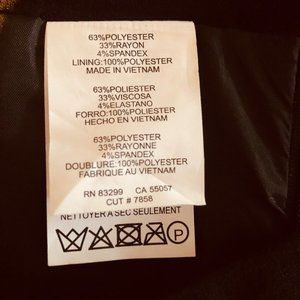 63%POLYESTER
33%RAYON
4%SPANDEX
LINING:100%POLYESTER
MADE IN VIETNAM
63%POLIESTER
33%VISCOSA
4%ELASTANO
FORRO:100%POLIESTER
HECHO EN VIETNAM
63%POLYESTER
33%RAYONNE
4%SPANDEX
DOUBLURE:100%POLYESTER
FABRIQUE AU VIETNAM
RN 83299 CA 55057
CUT # 7858
NETTOYER A SEC SEULEMENT
P